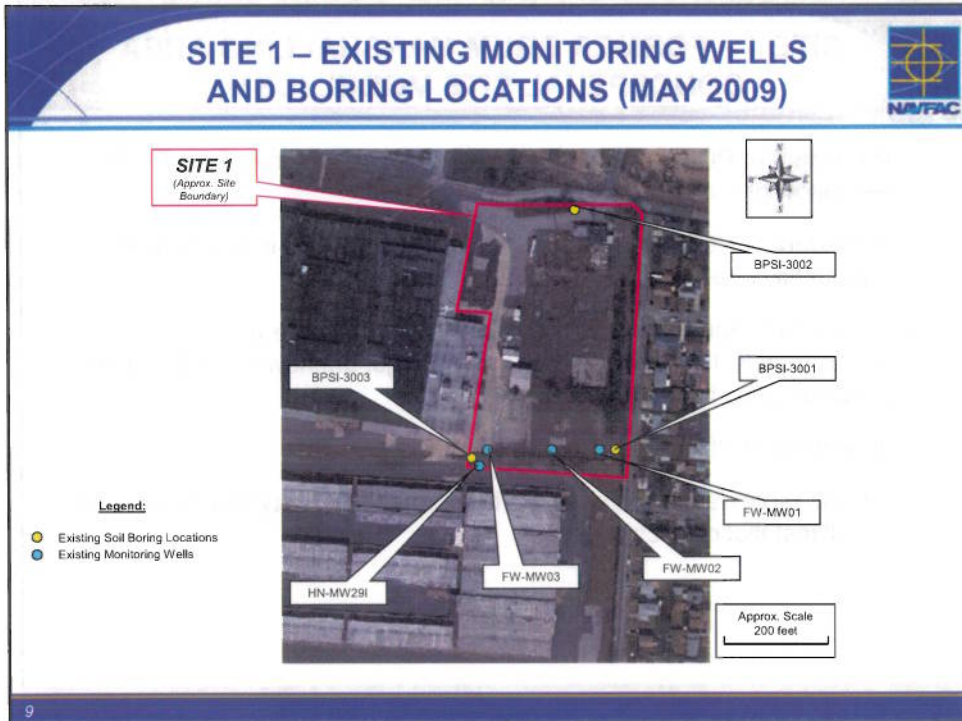 SITE 1 – EXISTING MONITORING WELLS
AND BORING LOCATIONS (MAY 2009)
NAVFAC
SITE 1
(Approx. Site
Boundary)
N
BPSI-3002
BPSI-3003
BPSI-3001
FW-MW01
Legend:
Existing Soil Boring Locations
Existing Monitoring Wells
FW-MW03
FW-MW02
HN-MW29I
Approx. Scale
200 feet
9